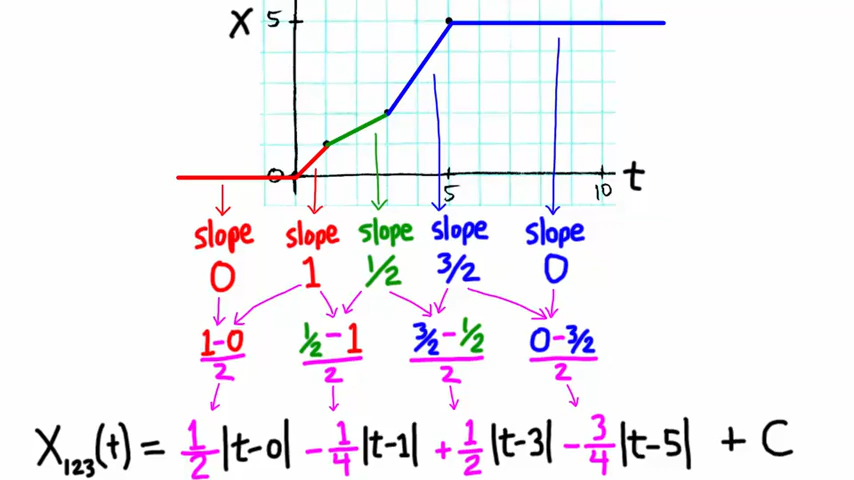 X 5
0 5 10 t
slope slope slope slope slope
0 1 1/2 3/2 0
(1-0)/2 (1/2-1)/2 (3/2-1/2)/2 (0-3/2)/2
X₁₂₃(t) = 1/2|t-0| - 1/4|t-1| + 1/2|t-3| - 3/4|t-5| + C